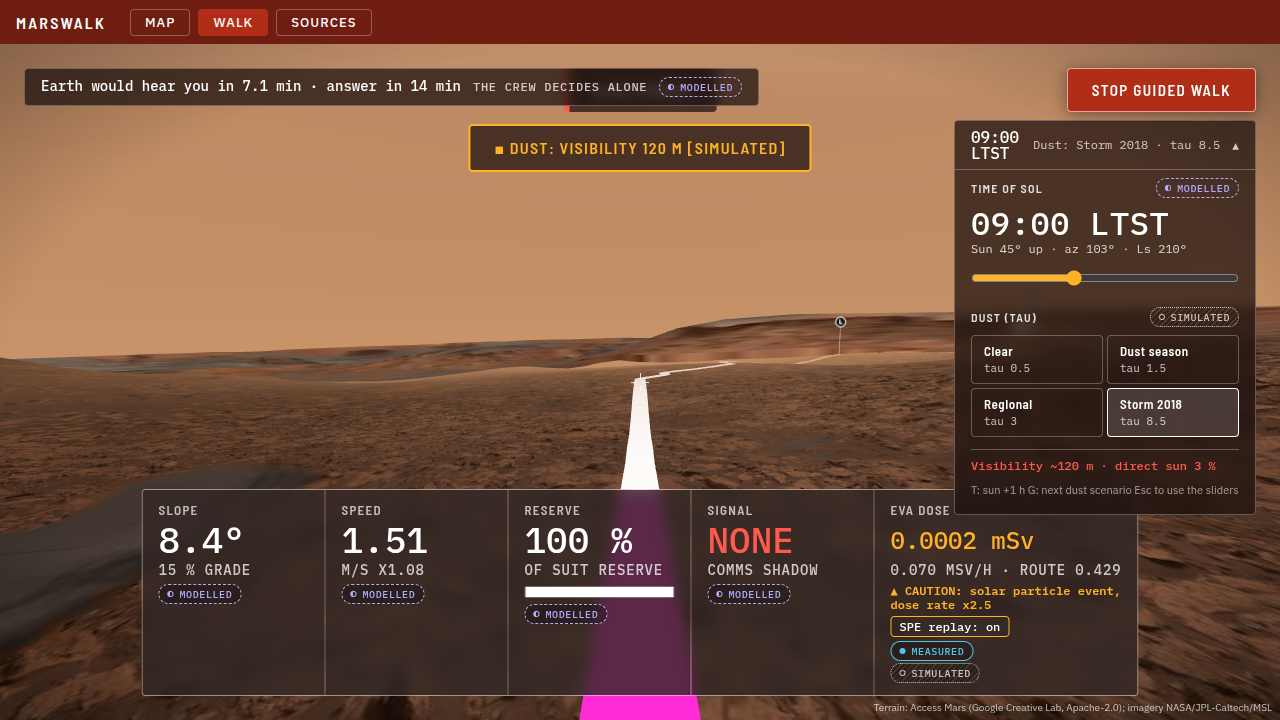 MARSWALK
MAP
WALK
SOURCES
Earth would hear you in 7.1 min · answer in 14 min THE CREW DECIDES ALONE ◐ MODELLED
STOP GUIDED WALK
■ DUST: VISIBILITY 120 M [SIMULATED]
09:00 LTST
Dust: Storm 2018 · tau 8.5 ▲
TIME OF SOL
◐ MODELLED
09:00 LTST
Sun 45° up · az 103° · Ls 210°
DUST (TAU)
○ SIMULATED
Clear
tau 0.5
Dust season
tau 1.5
Regional
tau 3
Storm 2018
tau 8.5
Visibility ~120 m · direct sun 3 %
T: sun +1 h G: next dust scenario Esc to use the sliders
L
SLOPE
8.4°
15 % GRADE
◐ MODELLED
SPEED
1.51
M/S X1.08
◐ MODELLED
RESERVE
100 %
OF SUIT RESERVE
◐ MODELLED
SIGNAL
NONE
COMMS SHADOW
◐ MODELLED
EVA DOSE
0.0002 mSv
0.070 MSV/H · ROUTE 0.429
▲ CAUTION: solar particle event,
dose rate x2.5
SPE replay: on
● MEASURED
○ SIMULATED
Terrain: Access Mars (Google Creative Lab, Apache-2.0); imagery NASA/JPL-Caltech/MSL